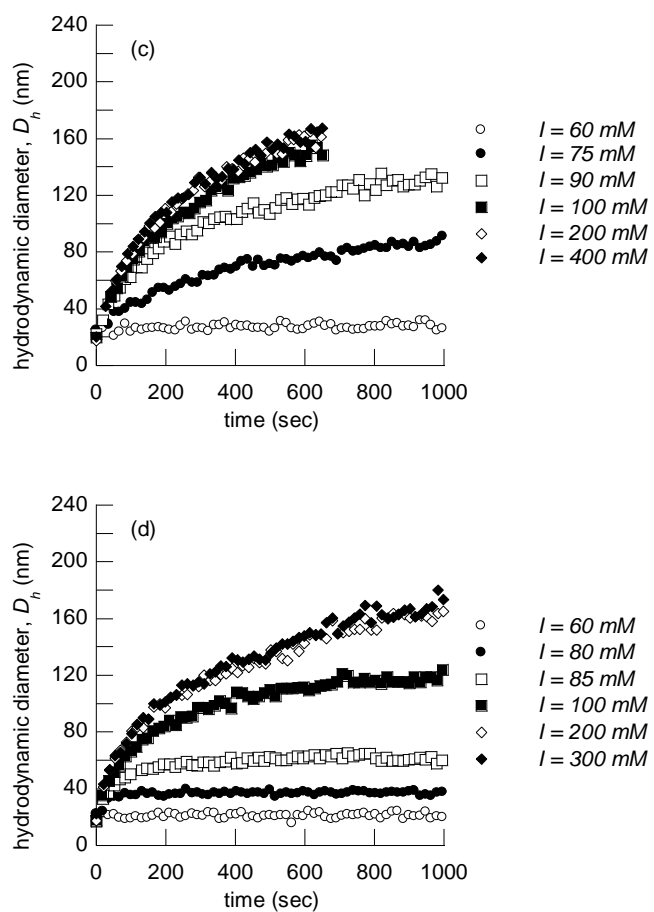 (c)
hydrodynamic diameter, D_h (nm)
240
200
160
120
80
40
0
0 200 400 600 800 1000
time (sec)
I = 60 mM
I = 75 mM
I = 90 mM
I = 100 mM
I = 200 mM
I = 400 mM
(d)
hydrodynamic diameter, D_h (nm)
240
200
160
120
80
40
0
0 200 400 600 800 1000
time (sec)
I = 60 mM
I = 80 mM
I = 85 mM
I = 100 mM
I = 200 mM
I = 300 mM